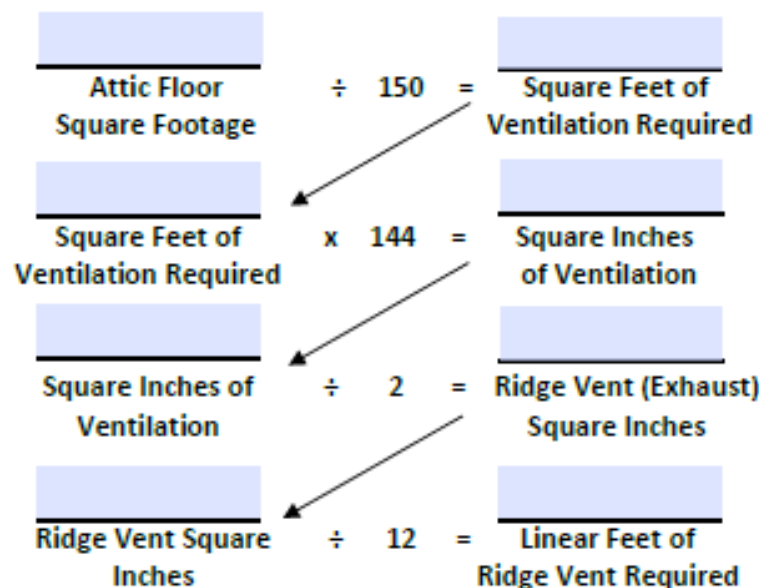 Attic Floor ÷ 150 = Square Feet of
Square Footage Ventilation Required
Square Feet of x 144 = Square Inches
Ventilation Required of Ventilation
Square Inches of ÷ 2 = Ridge Vent (Exhaust)
Ventilation Square Inches
Ridge Vent Square ÷ 12 = Linear Feet of
Inches Ridge Vent Required